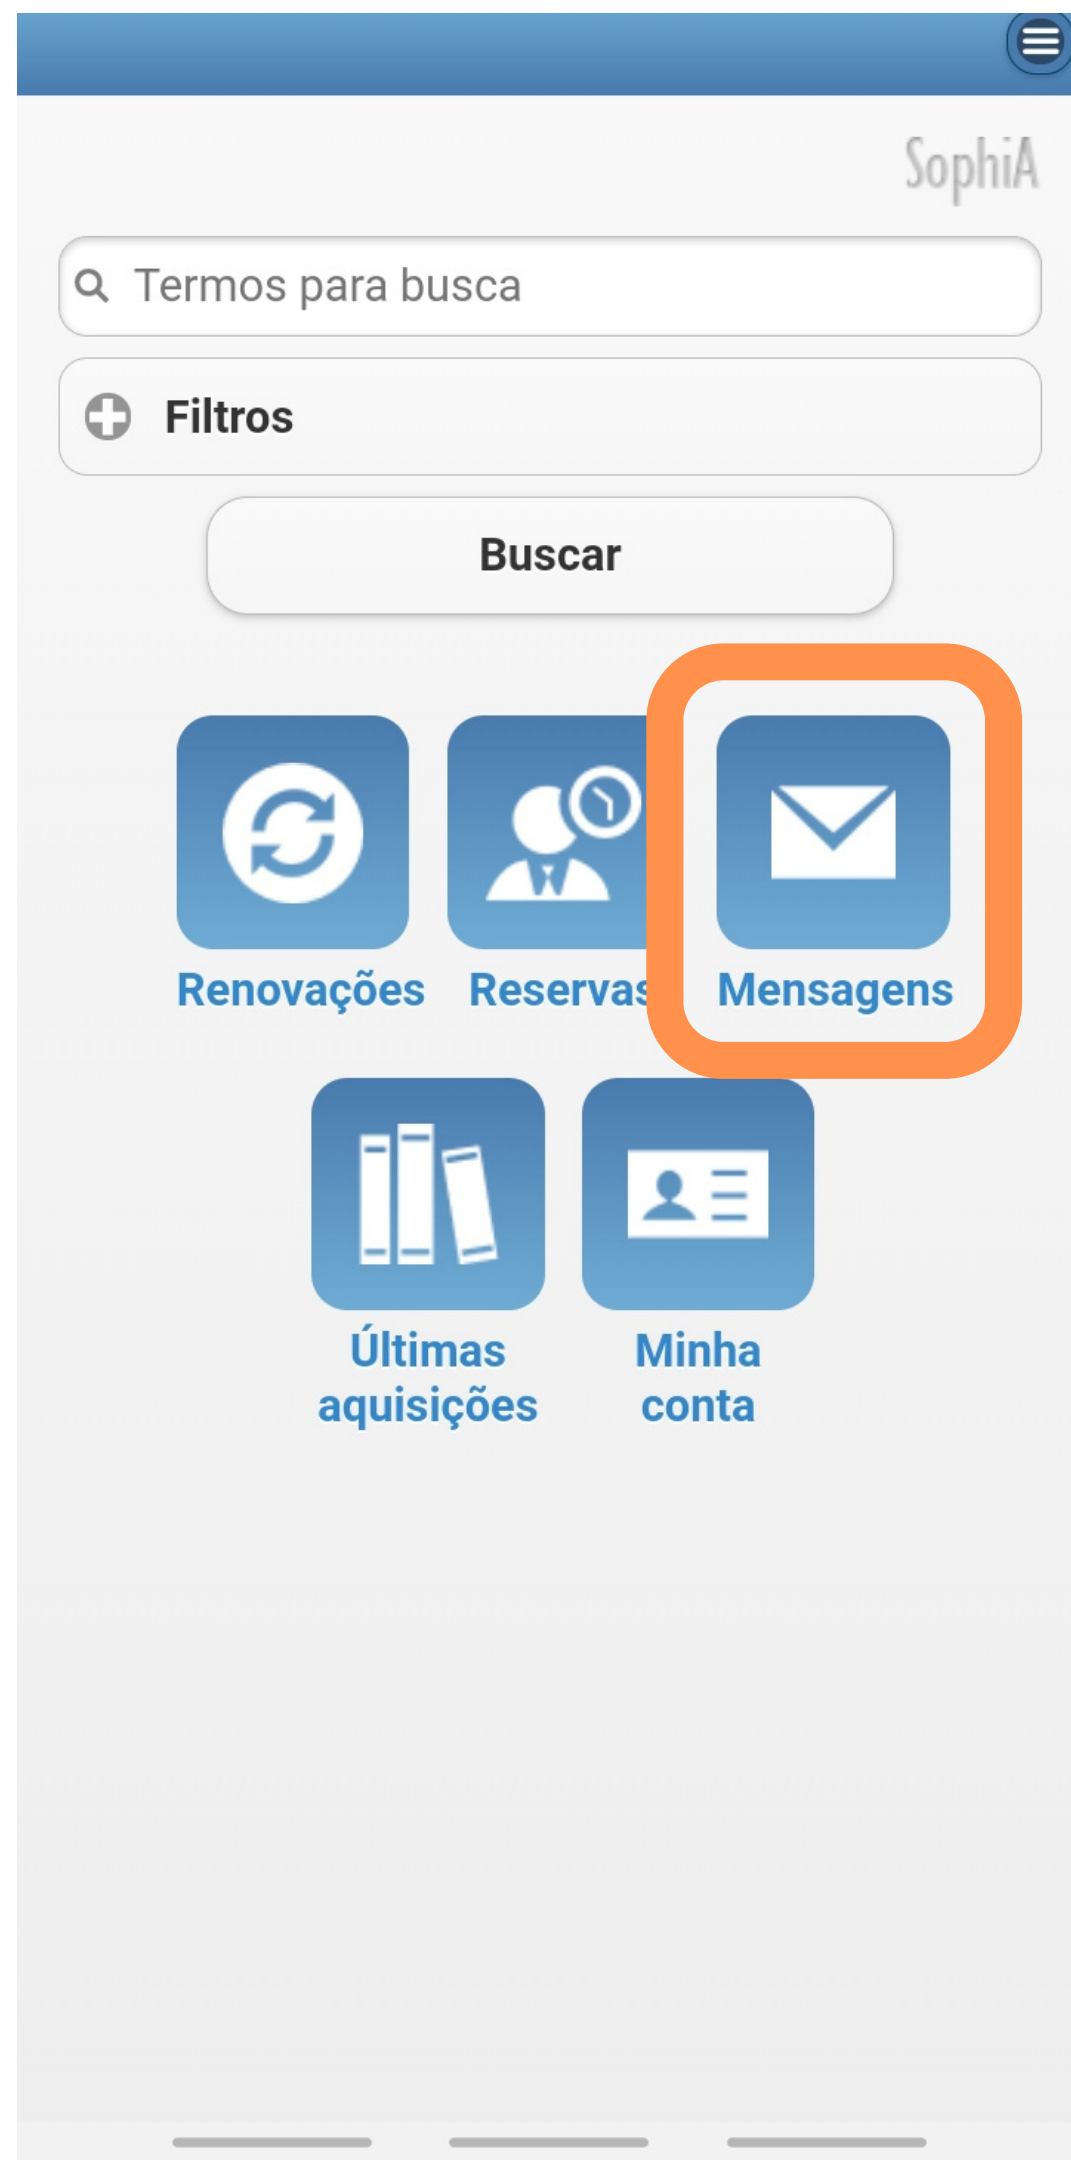 SophiA
Termos para busca
Filtros
Buscar
Renovações Reservas Mensagens
Últimas
aquisições
Minha
conta